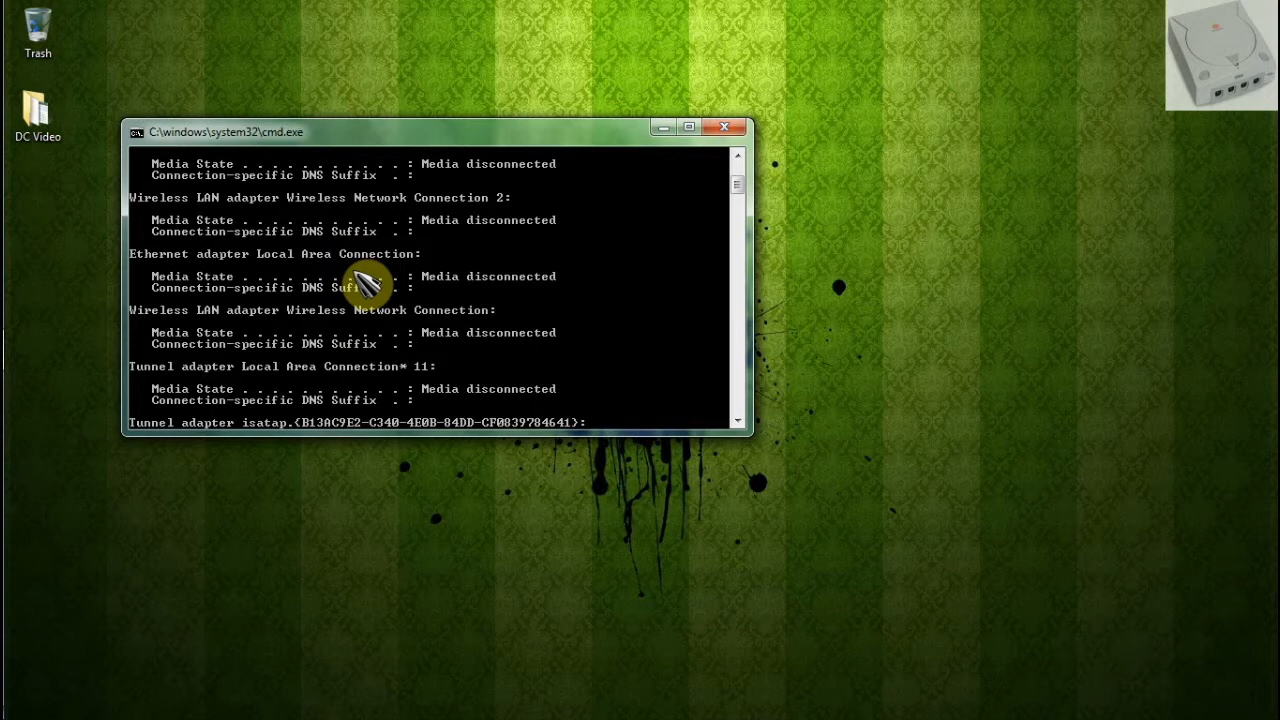 Trash
DC Video
C:\windows\system32\cmd.exe
Media State . . . . . . . . . . . : Media disconnected
Connection-specific DNS Suffix  . :
Wireless LAN adapter Wireless Network Connection 2:
Media State . . . . . . . . . . . : Media disconnected
Connection-specific DNS Suffix  . :
Ethernet adapter Local Area Connection:
Media State . . . . . . . . . . . : Media disconnected
Connection-specific DNS Suffix  . :
Wireless LAN adapter Wireless Network Connection:
Media State . . . . . . . . . . . : Media disconnected
Connection-specific DNS Suffix  . :
Tunnel adapter Local Area Connection* 11:
Media State . . . . . . . . . . . : Media disconnected
Connection-specific DNS Suffix  . :
Tunnel adapter isatap.{B13AC9E2-C340-4E0B-84DD-CF0839784641}: